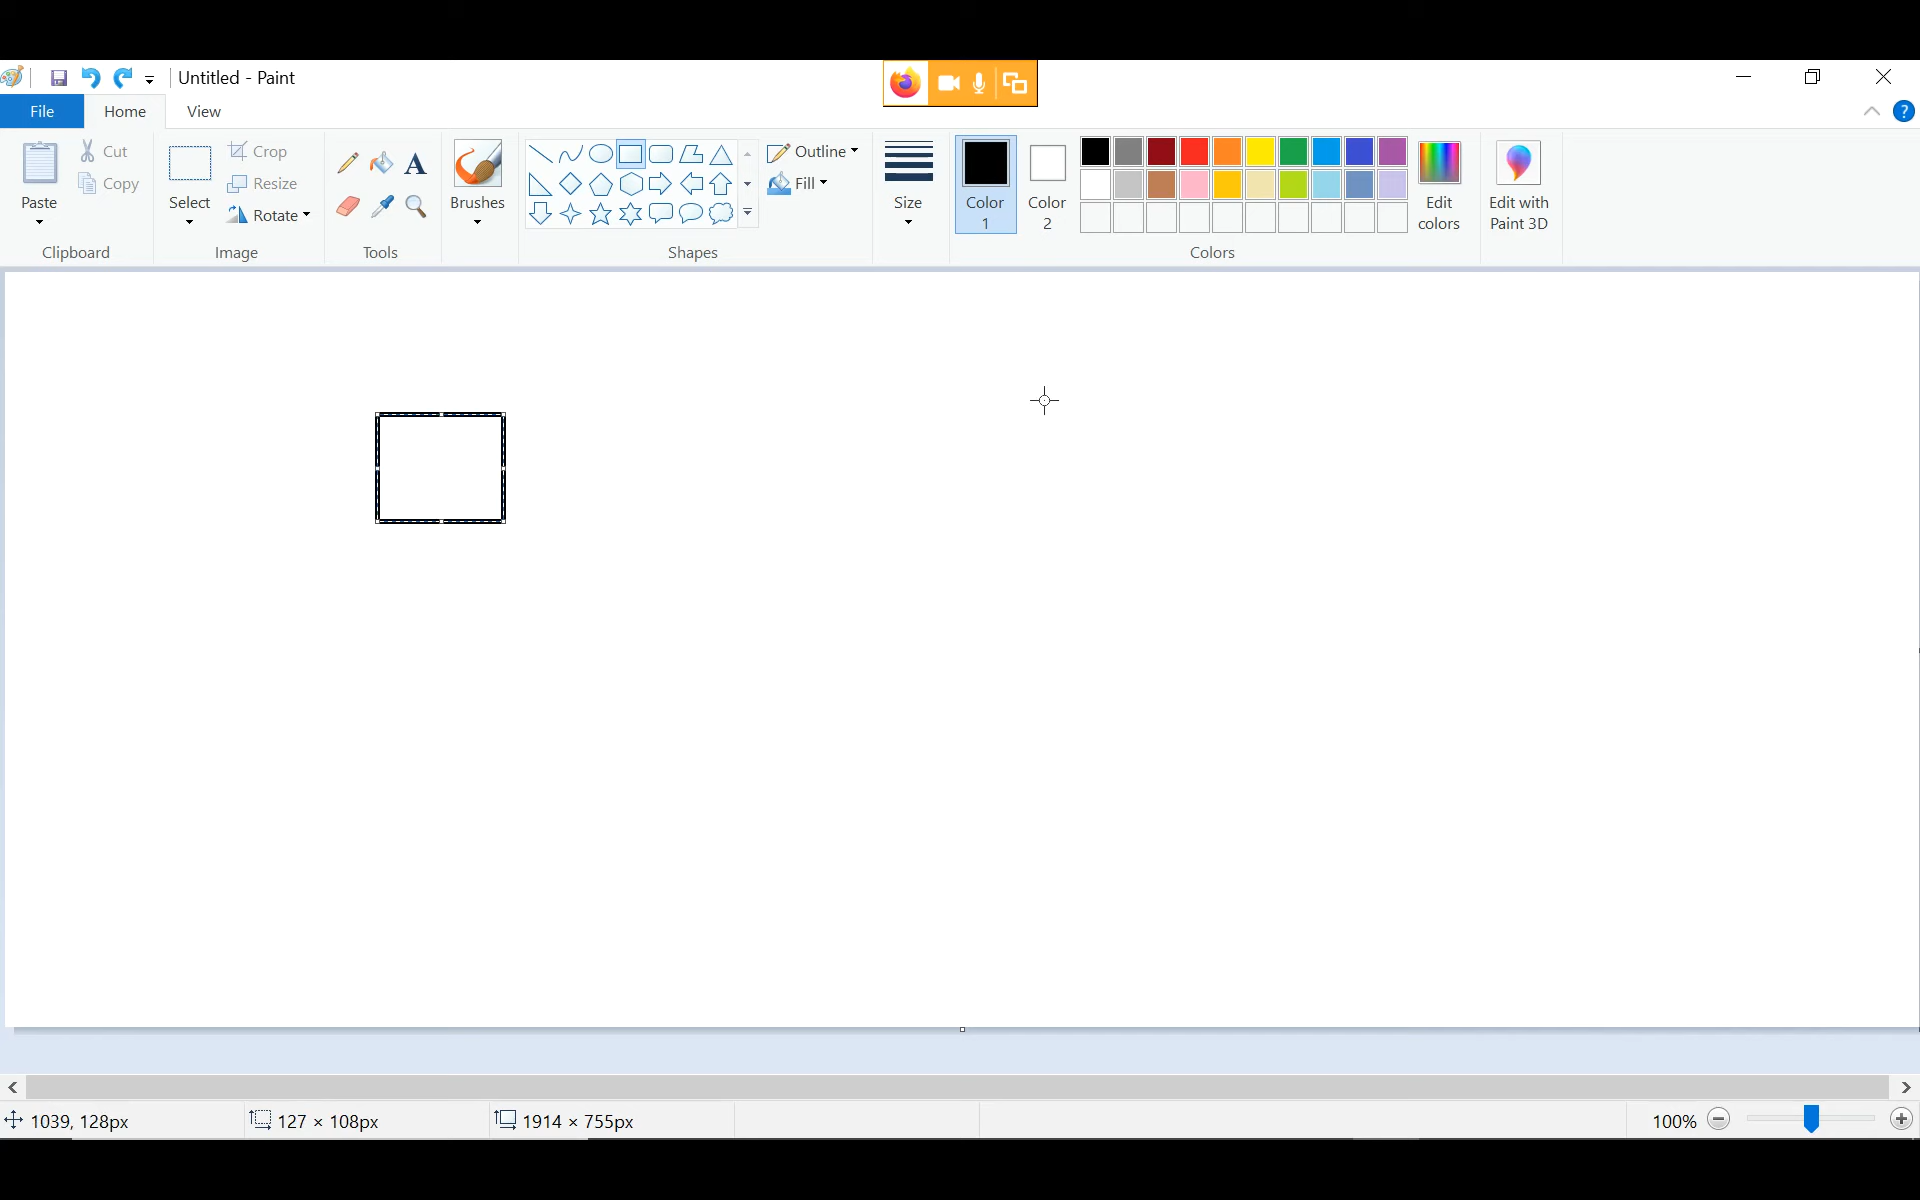 Untitled - Paint
File Home View
Paste
Cut
Copy
Clipboard
Select
Crop
Resize
Rotate
Image
A
Tools
Brushes
Shapes
Outline
Fill
Size
Color
1
Color
2
Colors
Edit
colors
Edit with
Paint 3D
?
1039, 128px 127 × 108px 1914 × 755px 100%